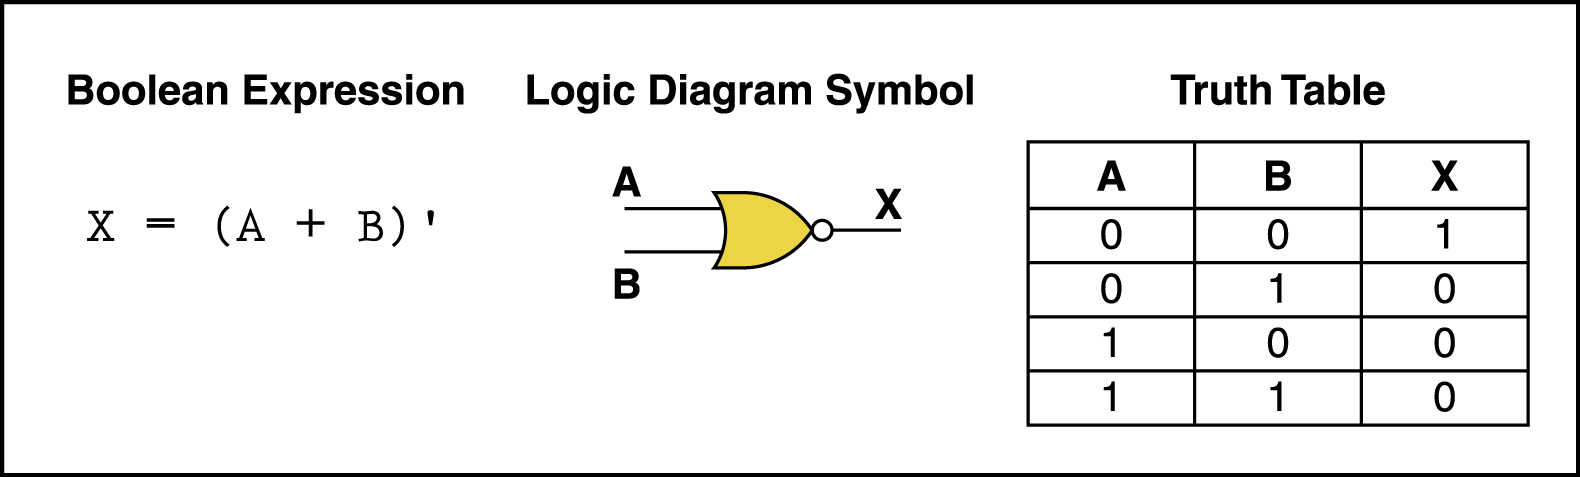 Boolean Expression
X = (A + B)'
Logic Diagram Symbol
A
B
X
Truth Table
A B X
0 0 1
0 1 0
1 0 0
1 1 0